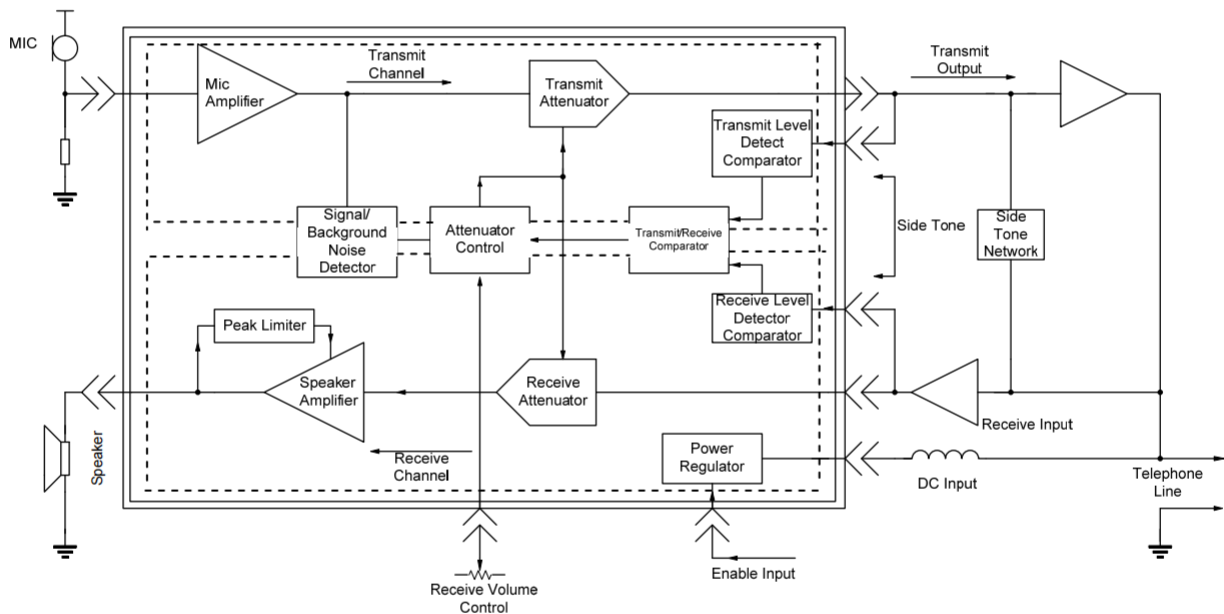 MIC
Mic
Amplifier
Transmit
Channel
Transmit
Attenuator
Transmit
Output
Transmit Level
Detect
Comparator
Signal/
Background
Noise
Detector
Attenuator
Control
Transmit/Receive
Comparator
Side Tone
Side
Tone
Network
Receive Level
Detector
Comparator
Peak Limiter
Speaker
Amplifier
Receive
Attenuator
Receive Input
Speaker
Receive
Channel
Power
Regulator
DC Input
Telephone
Line
Enable Input
Receive Volume
Control